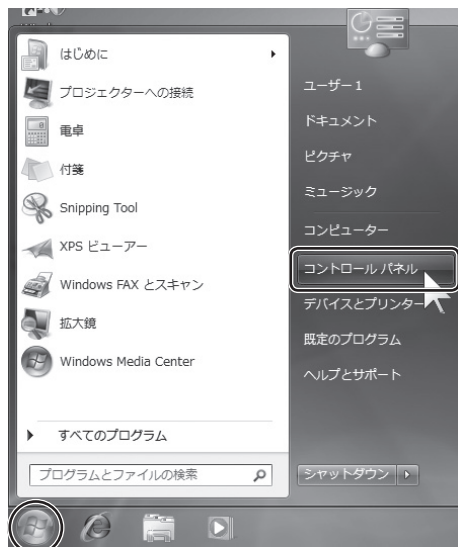 はじめに
プロジェクターへの接続
電卓
付箋
Snipping Tool
XPS ビューアー
Windows FAX とスキャン
拡大鏡
Windows Media Center
すべてのプログラム
プログラムとファイルの検索
ユーザー1
ドキュメント
ピクチャ
ミュージック
コンピューター
コントロール パネル
デバイスとプリンター
既定のプログラム
ヘルプとサポート
シャットダウン